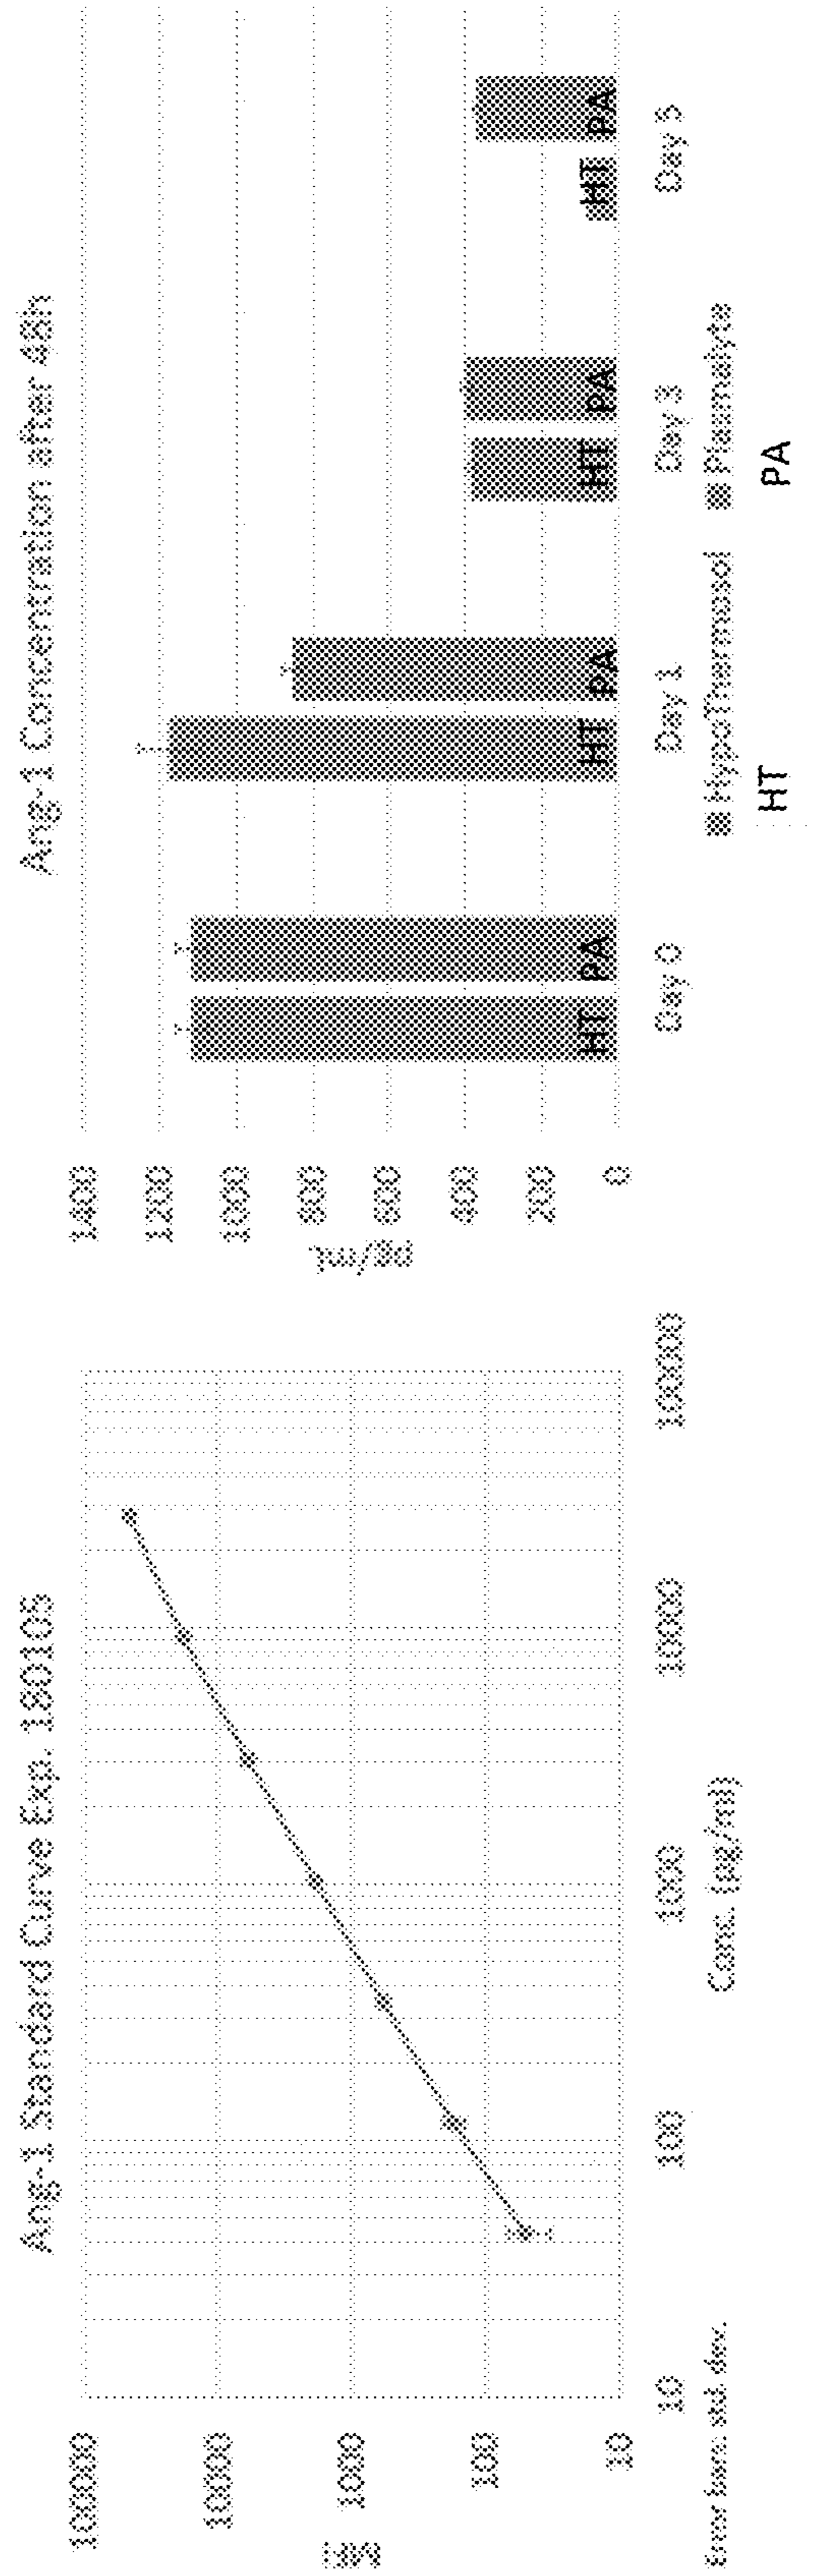 Ang-1 Standard Curve Exp. 180105
100000
10000
1000
100
10
MFI
10 100 1000 10000 100000
Conc. (pg/ml)
Error bars: std. dev.
Ang-1 Concentration after 48h
1400
1200
1000
800
600
400
200
0
pg/mL
HT PA HT PA HT PA HT PA
Day 0 Day 1 Day 3 Day 5
HypoThermosol Plasmalyte
HT PA